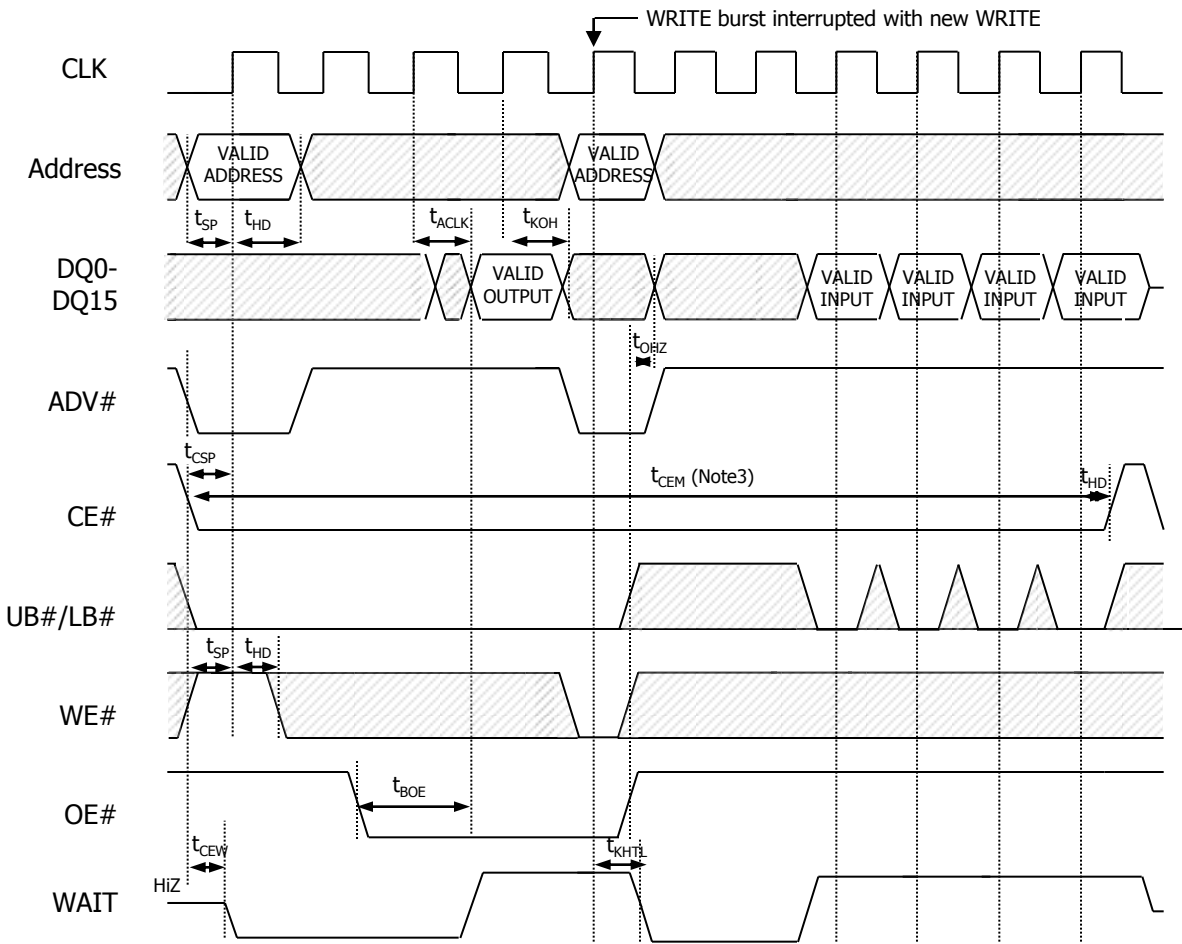 WRITE burst interrupted with new WRITE
CLK
Address
VALID
ADDRESS
VALID
ADDRESS
tSP
tHD
tACLK
tKOH
DQ0-
DQ15
VALID
OUTPUT
VALID
INPUT
VALID
INPUT
VALID
INPUT
VALID
INPUT
tOHZ
ADV#
tCSP
tCEM (Note3)
tHD
CE#
UB#/LB#
tSP
tHD
WE#
tBOE
OE#
tCEW
tKHTL
HiZ
WAIT